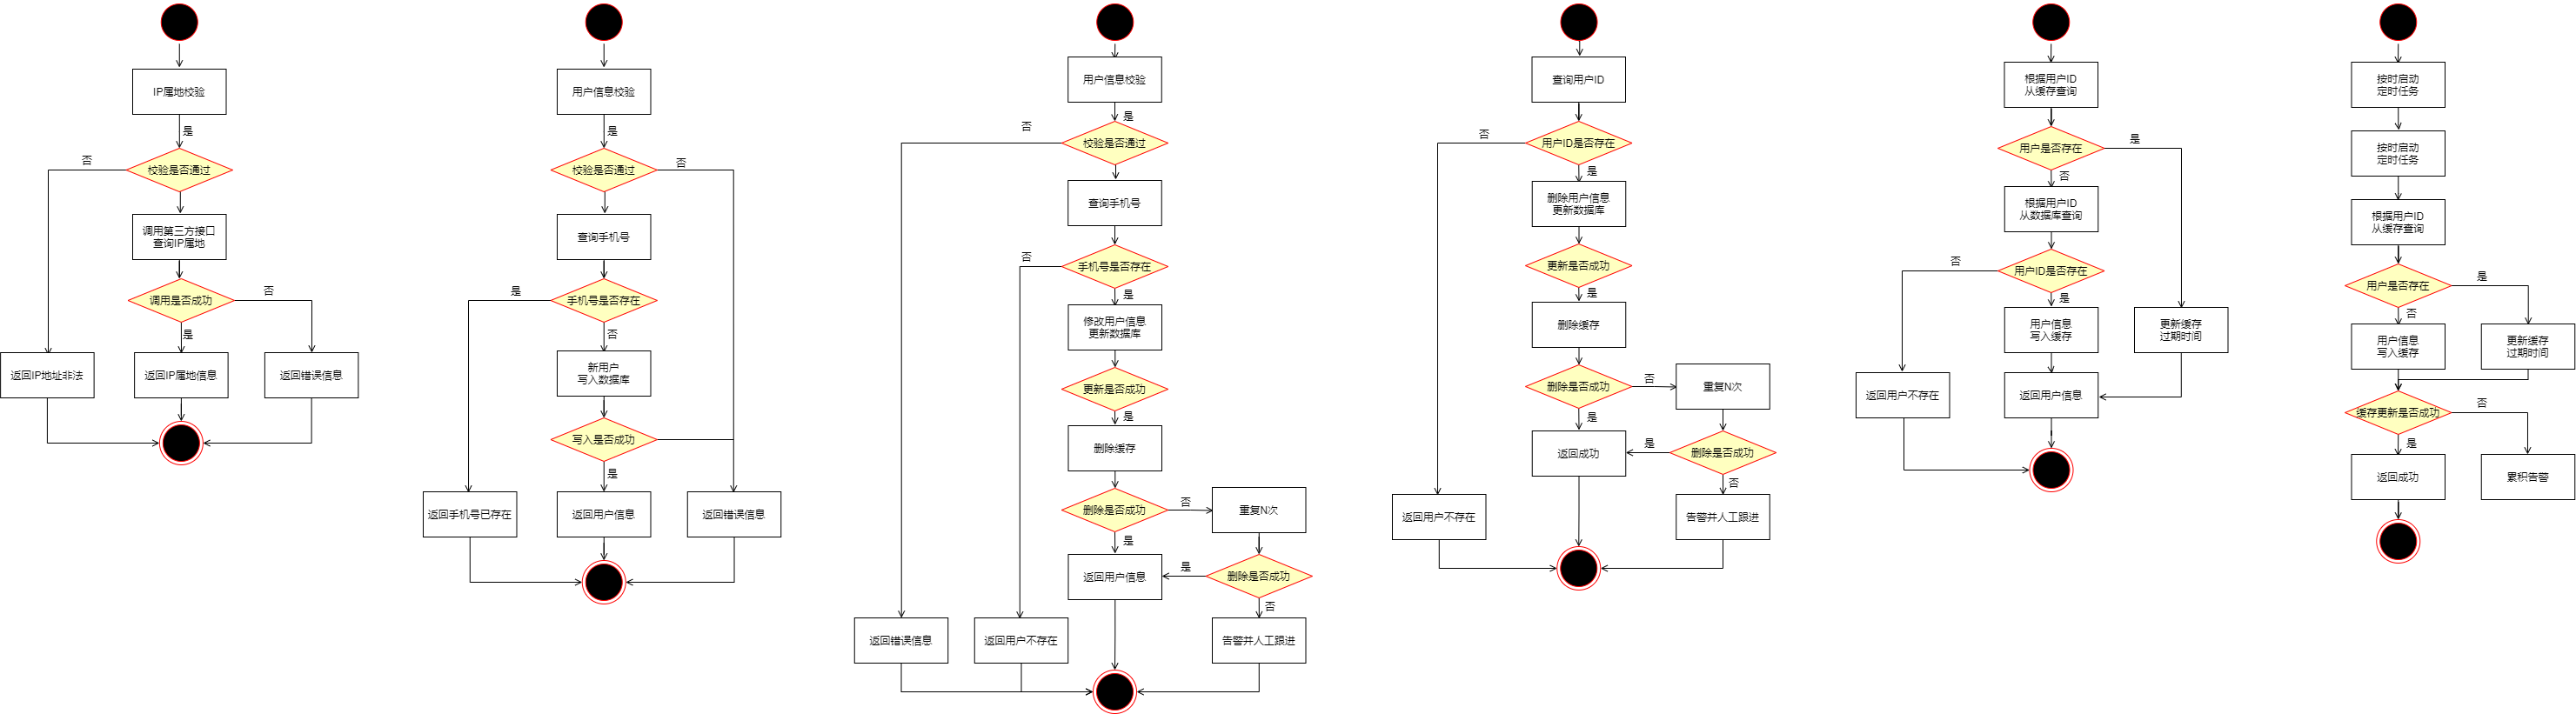 IP属地校验
是
否
校验是否通过
调用第三方接口
查询IP属地
调用是否成功
否
是
返回IP地址非法
返回IP属地信息
返回错误信息
用户信息校验
是
校验是否通过
否
查询手机号
是
手机号是否存在
否
新用户
写入数据库
写入是否成功
是
返回手机号已存在
返回用户信息
返回错误信息
用户信息校验
是
否
校验是否通过
查询手机号
否
手机号是否存在
是
修改用户信息
更新数据库
更新是否成功
是
删除缓存
删除是否成功
否
重复N次
是
返回用户信息
是
删除是否成功
否
返回错误信息
返回用户不存在
告警并人工跟进
查询用户ID
否
用户ID是否存在
是
删除用户信息
更新数据库
更新是否成功
是
删除缓存
删除是否成功
否
重复N次
是
返回成功
是
删除是否成功
否
返回用户不存在
告警并人工跟进
根据用户ID
从缓存查询
用户是否存在
是
否
根据用户ID
从数据库查询
否
用户ID是否存在
是
用户信息
写入缓存
更新缓存
过期时间
返回用户不存在
返回用户信息
按时启动
定时任务
按时启动
定时任务
根据用户ID
从缓存查询
用户是否存在
是
否
用户信息
写入缓存
更新缓存
过期时间
缓存更新是否成功
否
是
返回成功
累积告警